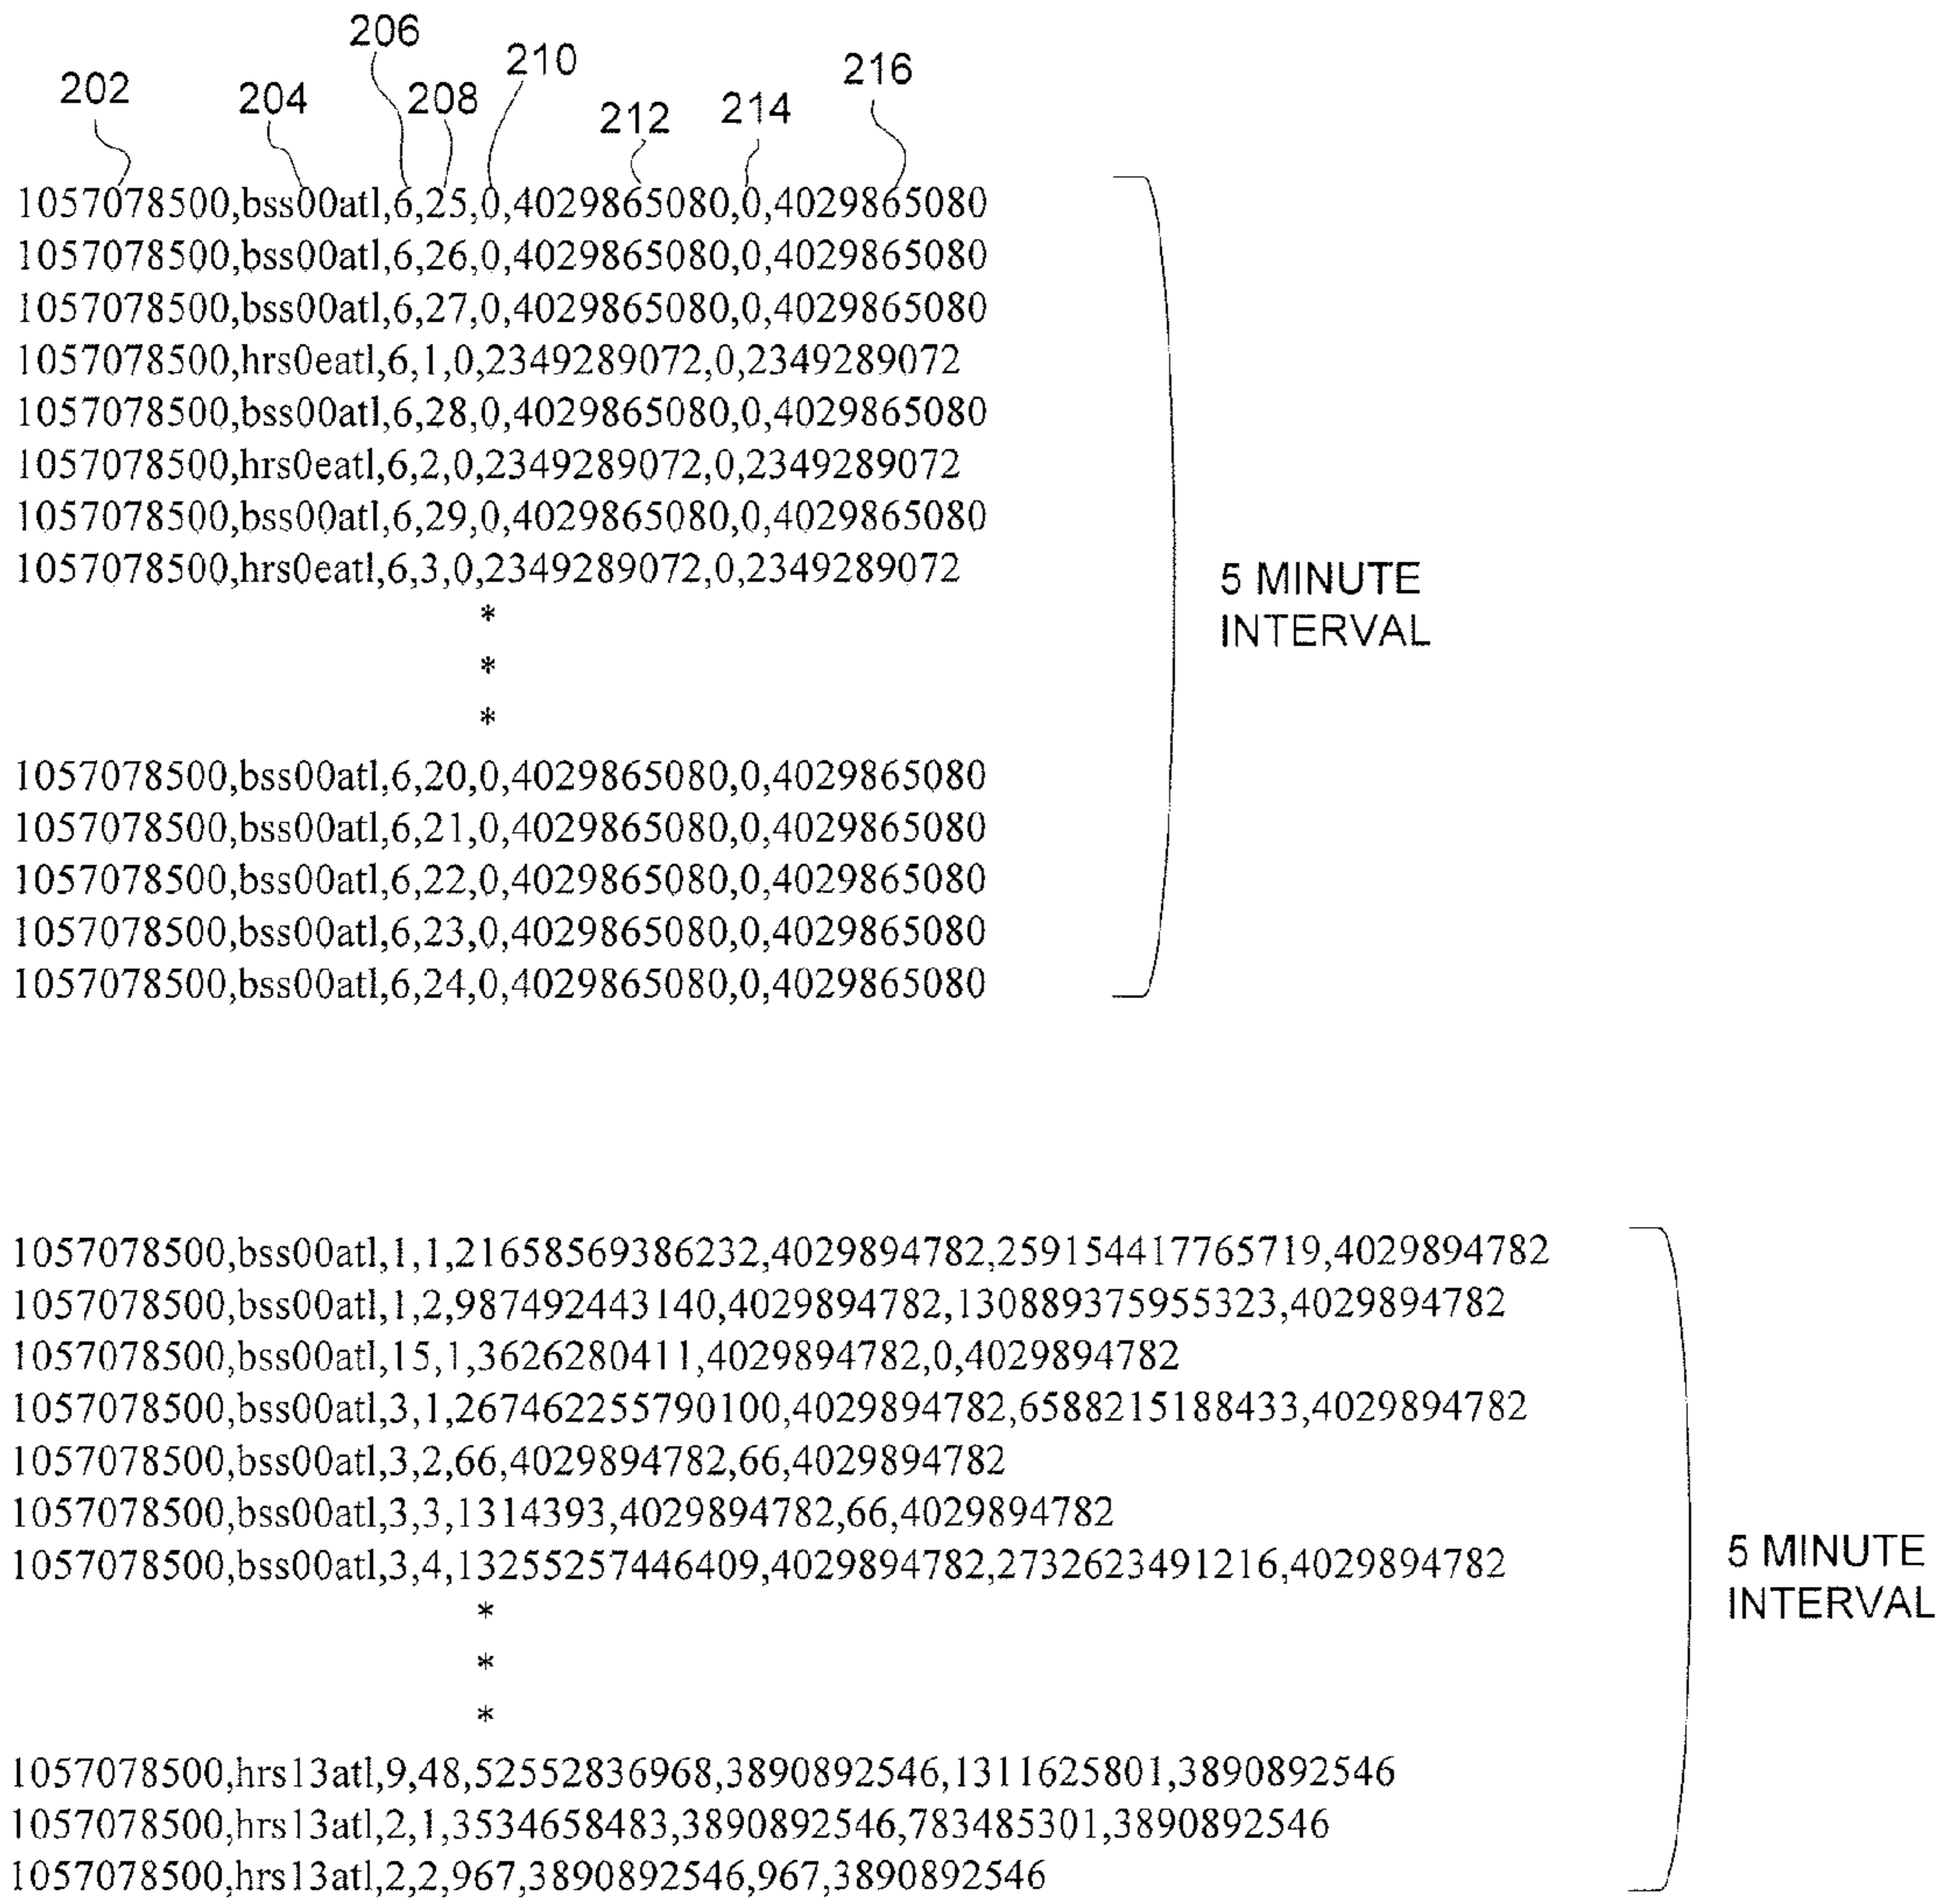 206
210
216
202
204
208
212
214
1057078500,bss00atl,6,25,0,4029865080,0,4029865080
1057078500,bss00atl,6,26,0,4029865080,0,4029865080
1057078500,bss00atl,6,27,0,4029865080,0,4029865080
1057078500,hrs0eatl,6,1,0,2349289072,0,2349289072
1057078500,bss00atl,6,28,0,4029865080,0,4029865080
1057078500,hrs0eatl,6,2,0,2349289072,0,2349289072
1057078500,bss00atl,6,29,0,4029865080,0,4029865080
1057078500,hrs0eatl,6,3,0,2349289072,0,2349289072
*
*
*
1057078500,bss00atl,6,20,0,4029865080,0,4029865080
1057078500,bss00atl,6,21,0,4029865080,0,4029865080
1057078500,bss00atl,6,22,0,4029865080,0,4029865080
1057078500,bss00atl,6,23,0,4029865080,0,4029865080
1057078500,bss00atl,6,24,0,4029865080,0,4029865080
5 MINUTE
INTERVAL
1057078500,bss00atl,1,1,21658569386232,4029894782,259154417765719,4029894782
1057078500,bss00atl,1,2,987492443140,4029894782,130889375955323,4029894782
1057078500,bss00atl,15,1,3626280411,4029894782,0,4029894782
1057078500,bss00atl,3,1,267462255790100,4029894782,6588215188433,4029894782
1057078500,bss00atl,3,2,66,4029894782,66,4029894782
1057078500,bss00atl,3,3,1314393,4029894782,66,4029894782
1057078500,bss00atl,3,4,13255257446409,4029894782,2732623491216,4029894782
*
*
*
1057078500,hrs13atl,9,48,52552836968,3890892546,1311625801,3890892546
1057078500,hrs13atl,2,1,3534658483,3890892546,783485301,3890892546
1057078500,hrs13atl,2,2,967,3890892546,967,3890892546
5 MINUTE
INTERVAL